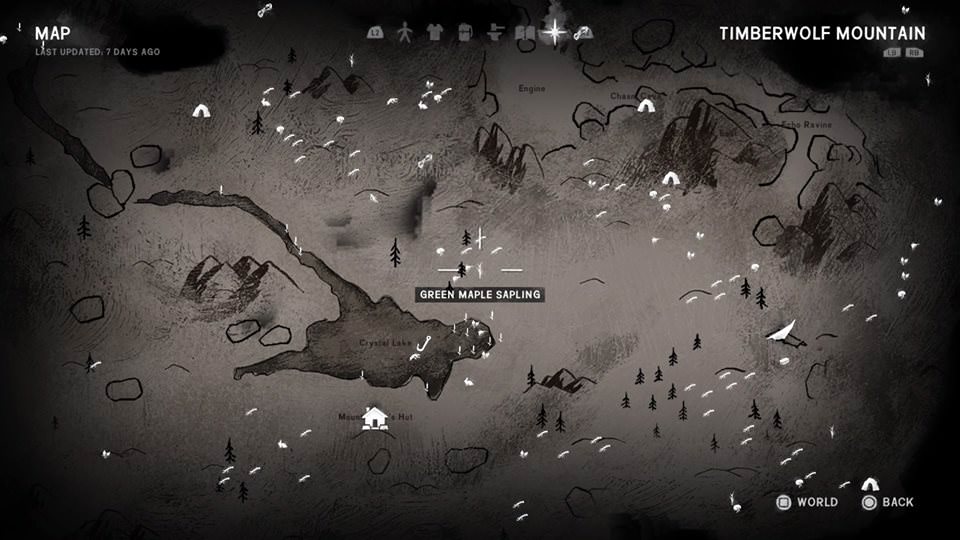 MAP
LAST UPDATED: 7 DAYS AGO
L2
TIMBERWOLF MOUNTAIN
LB RB
Engine
Echo Ravine
GREEN MAPLE SAPLING
Crystal Lake
Hut
WORLD
BACK